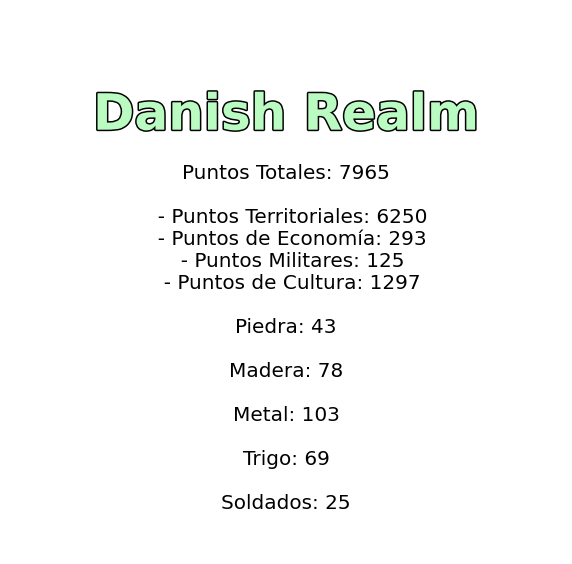 Danish Realm
Puntos Totales: 7965
- Puntos Territoriales: 6250
- Puntos de Economía: 293
- Puntos Militares: 125
- Puntos de Cultura: 1297
Piedra: 43
Madera: 78
Metal: 103
Trigo: 69
Soldados: 25